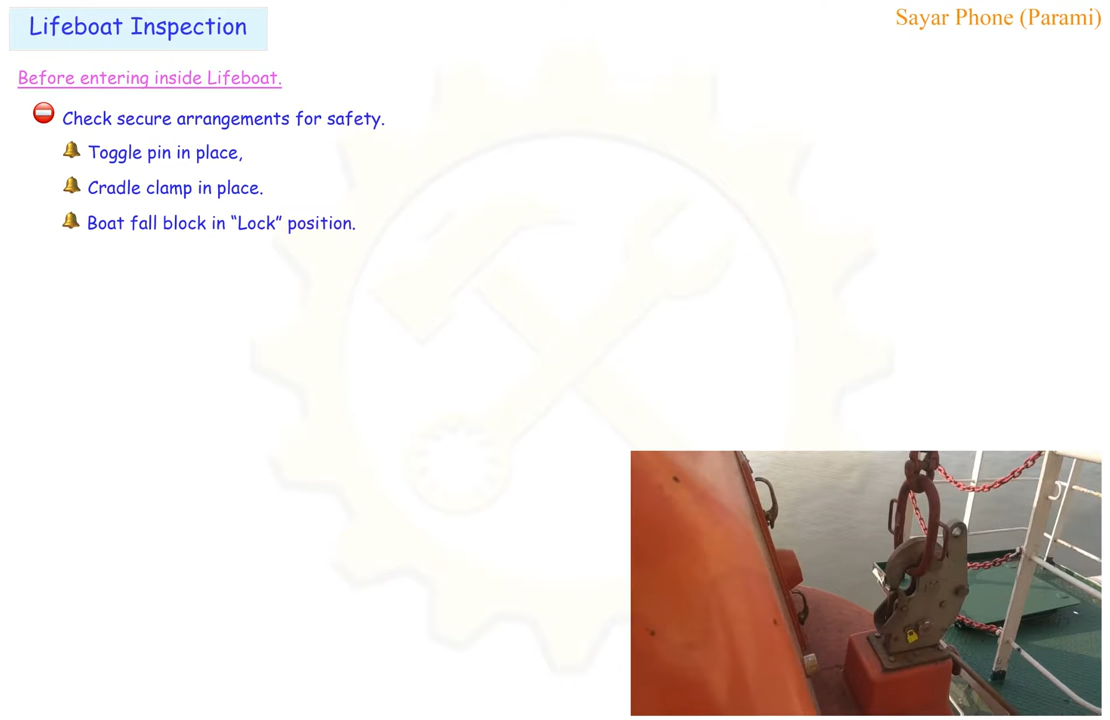 Lifeboat Inspection
Sayar Phone (Parami)
Before entering inside Lifeboat.
Check secure arrangements for safety.
Toggle pin in place,
Cradle clamp in place.
Boat fall block in “Lock” position.